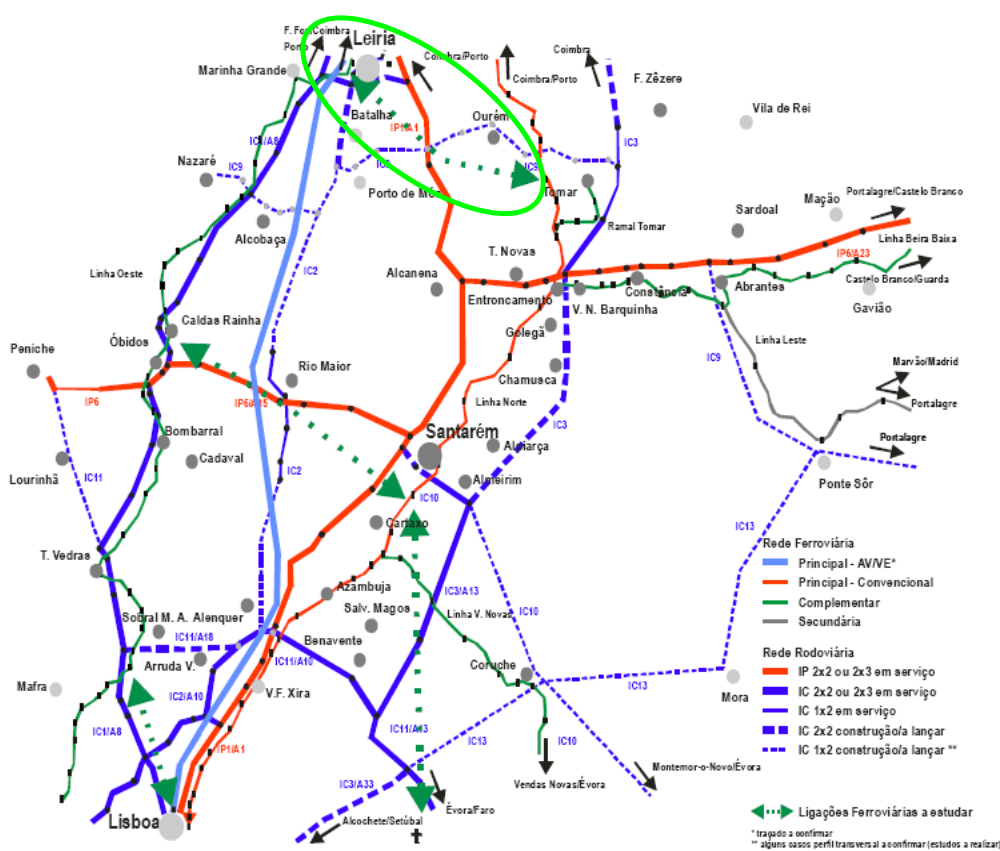 F. Foz/Coimbra
Porto
Leiria
Marinha Grande
Coimbra/Porto
Coimbra/Porto
Coimbra
F. Zêzere
Vila de Rei
Batalha
IP1/A1
Ourém
IC1/A8
IC3
Nazaré
IC9
IC9
Porto de Mós
Tomar
Mação
Portalagre/Castelo Branco
Sardoal
Alcobaça
Ramal Tomar
Linha Beira Baixa
T. Novas
IP6/A23
Linha Oeste
IC2
Alcanena
Castelo Branco/Guarda
Entroncamento
Constância
Abrantes
Gavião
V. N. Barquinha
Caldas Rainha
Golegã
Óbidos
Linha Leste
Peniche
Rio Maior
IC9
Marvão/Madrid
Chamusca
IP6
IP6/A15
Linha Norte
Portalagre
IC3
Santarém
Bombarral
Alpiarça
Portalagre
Cadaval
IC2
Lourinhã
IC11
Almeirim
Ponte Sôr
IC10
Cartaxo
IC13
T. Vedras
Rede Ferroviária
Principal - AV/VE*
Principal - Convencional
Complementar
Secundária
Azambuja
IC3/A13
Salv. Magos
Linha V. Novas
IC10
Sobral M. A.
Alenquer
IC11/A18
Benavente
Arruda V.
IC11/A10
Coruche
Rede Rodoviária
IP 2x2 ou 2x3 em serviço
IC 2x2 ou 2x3 em serviço
IC 1x2 em serviço
IC 2x2 construção/a lançar
IC 1x2 construção/a lançar **
Mafra
IC2/A10
V.F. Xira
IC13
Mora
IC1/A8
IC11/A13
IC13
IC10
IP1/A1
Montemor-o-Novo/Évora
IC3/A33
Vendas Novas/Évora
Évora/Faro
Lisboa
Alcochete/Setúbal
Ligações Ferroviárias a estudar
* traçado a confirmar
** alguns casos perfil transversal a confirmar (estudos a realizar)